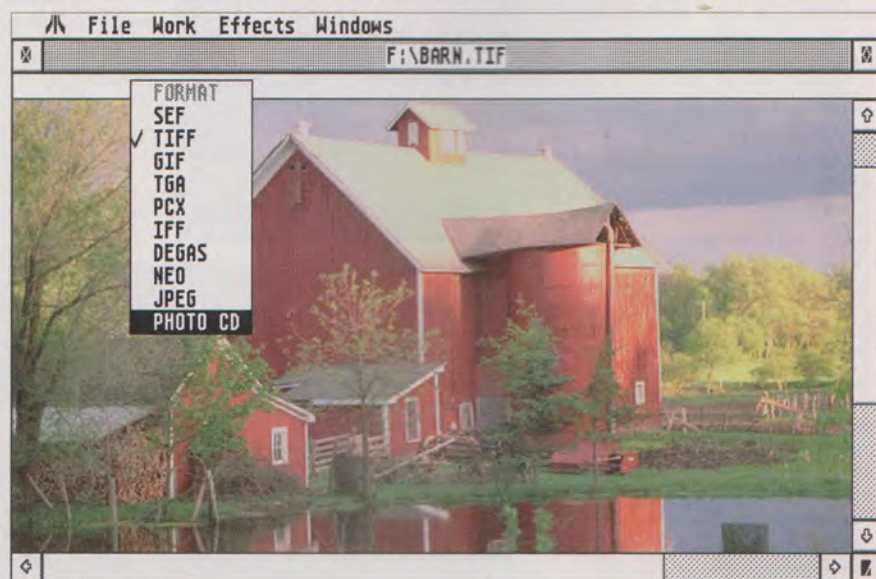 File Work Effects Windows
F:\BARN.TIF
FORMAT
SEF
TIFF
GIF
TGA
PCX
IFF
DEGAS
NEO
JPEG
PHOTO CD